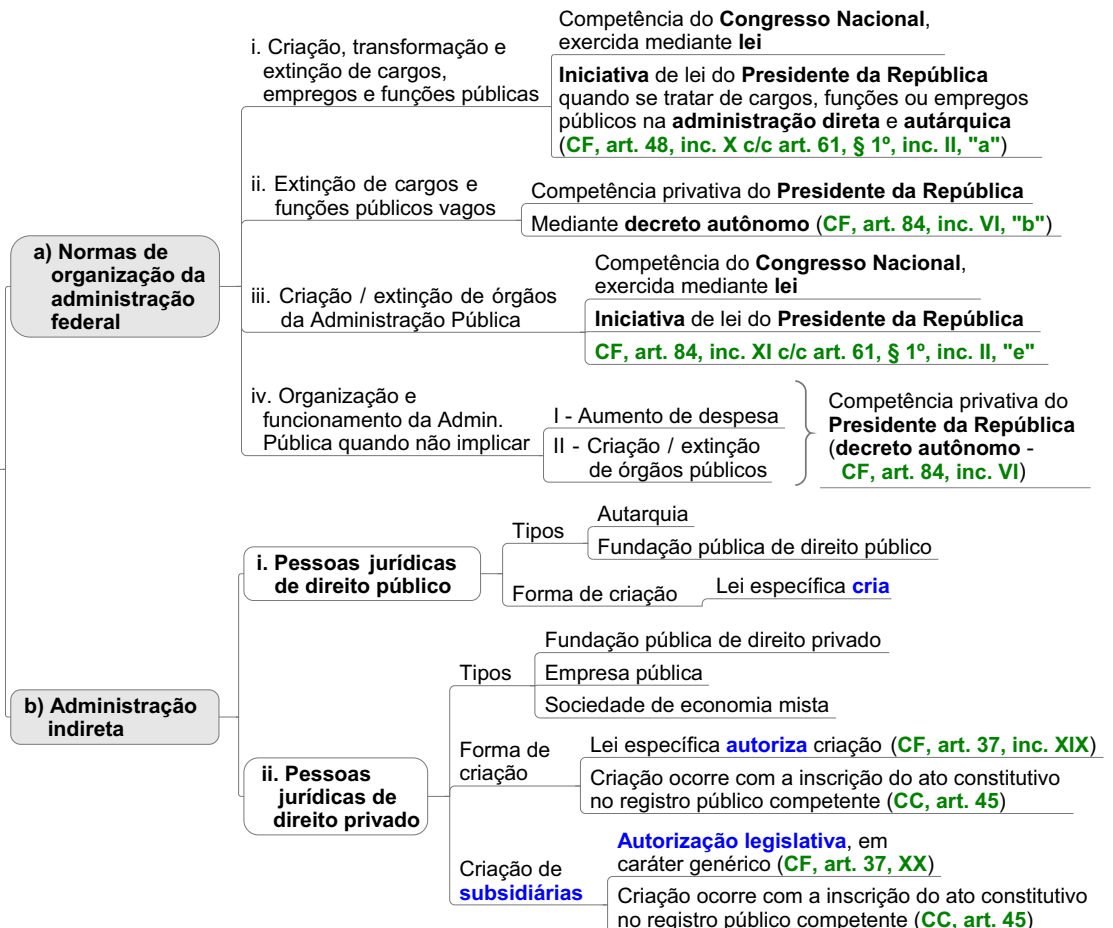 a) Normas de
organização da
administração
federal
i. Criação, transformação e
extinção de cargos,
empregos e funções públicas
Competência do Congresso Nacional,
exercida mediante lei
Iniciativa de lei do Presidente da República
quando se tratar de cargos, funções ou empregos
públicos na administração direta e autárquica
(CF, art. 48, inc. X c/c art. 61, § 1º, inc. II, "a")
ii. Extinção de cargos e
funções públicos vagos
Competência privativa do Presidente da República
Mediante decreto autônomo (CF, art. 84, inc. VI, "b")
iii. Criação / extinção de órgãos
da Administração Pública
Competência do Congresso Nacional,
exercida mediante lei
Iniciativa de lei do Presidente da República
CF, art. 84, inc. XI c/c art. 61, § 1º, inc. II, "e"
iv. Organização e
funcionamento da Admin.
Pública quando não implicar
I - Aumento de despesa
II - Criação / extinção
de órgãos públicos
Competência privativa do
Presidente da República
(decreto autônomo -
CF, art. 84, inc. VI)
b) Administração
indireta
i. Pessoas jurídicas
de direito público
Tipos
Autarquia
Fundação pública de direito público
Forma de criação
Lei específica cria
ii. Pessoas
jurídicas de
direito privado
Tipos
Fundação pública de direito privado
Empresa pública
Sociedade de economia mista
Forma de
criação
Lei específica autoriza criação (CF, art. 37, inc. XIX)
Criação ocorre com a inscrição do ato constitutivo
no registro público competente (CC, art. 45)
Criação de
subsidiárias
Autorização legislativa, em
caráter genérico (CF, art. 37, XX)
Criação ocorre com a inscrição do ato constitutivo
no registro público competente (CC, art. 45)